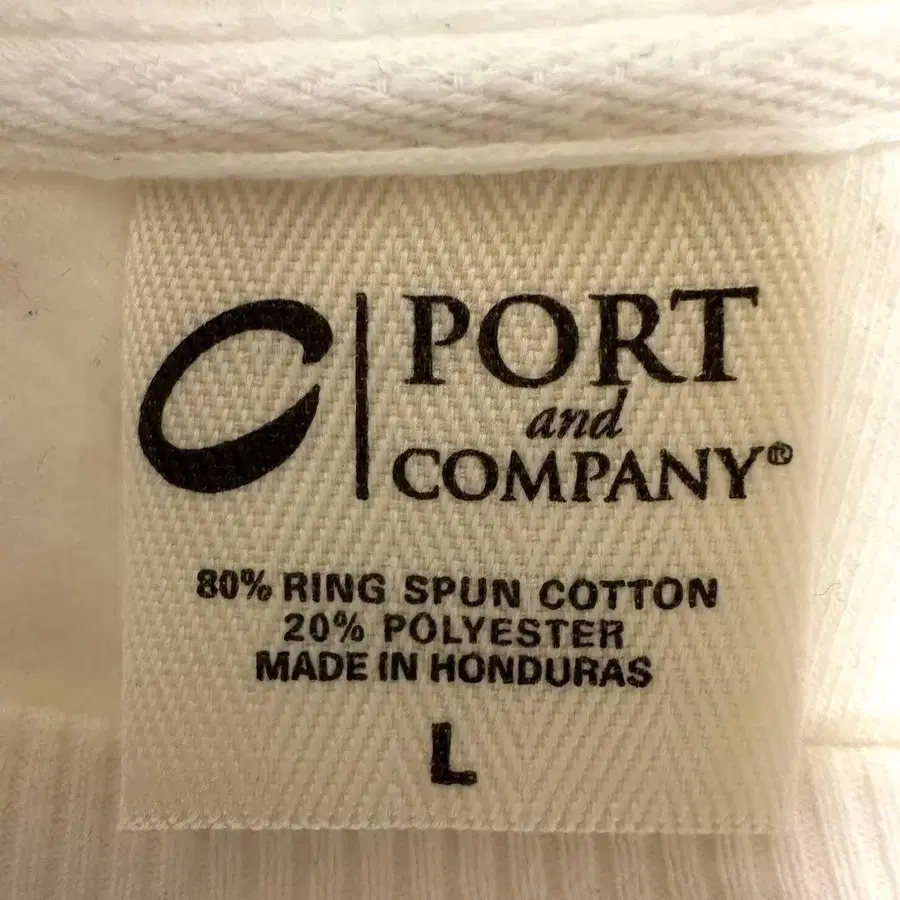 PORT
and
COMPANY®
80% RING SPUN COTTON
20% POLYESTER
MADE IN HONDURAS
L